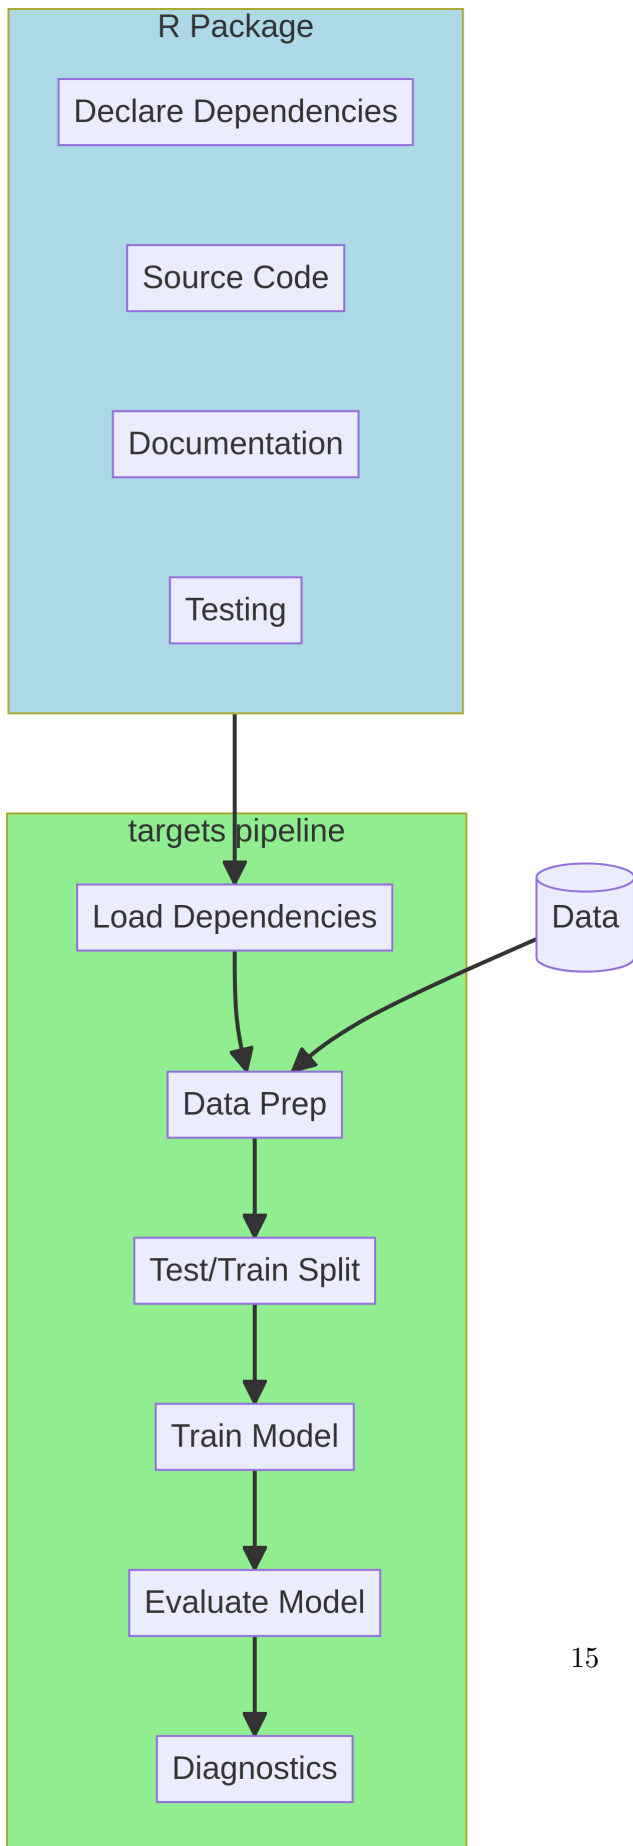 R Package
Declare Dependencies
Source Code
Documentation
Testing
targets pipeline
Load Dependencies
Data
Data Prep
Test/Train Split
Train Model
Evaluate Model
15
Diagnostics